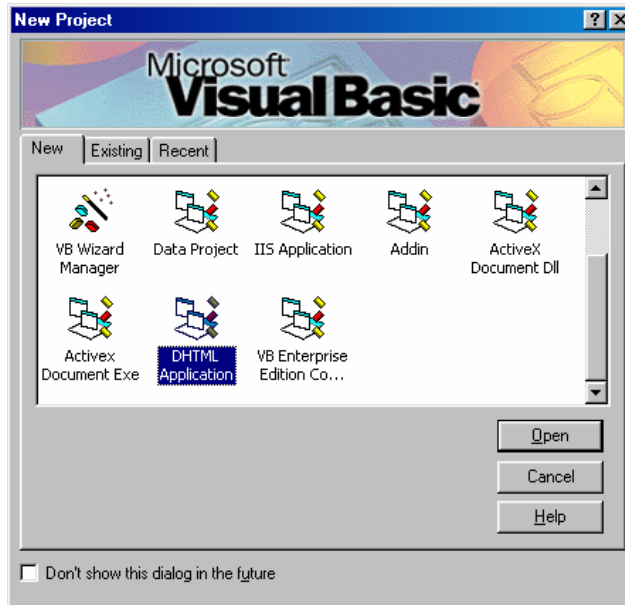 New Project
?
Microsoft
Visual Basic
New Existing Recent
VB Wizard
Manager
Data Project
IIS Application
Addin
ActiveX
Document Dll
Activex
Document Exe
DHTML
Application
VB Enterprise
Edition Co...
Open
Cancel
Help
Don't show this dialog in the future